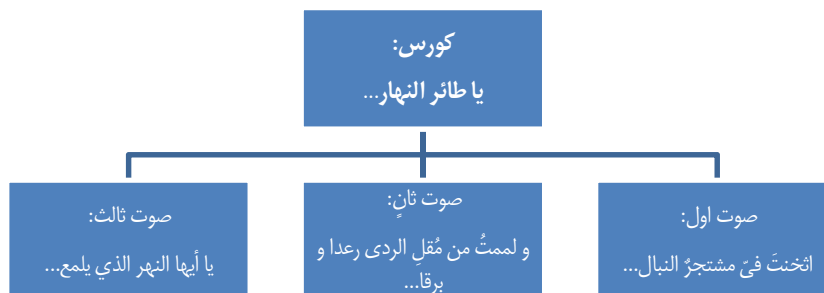 كورس:
يا طائر النهار...
صوت اول:
اثخنتَ فيّ مشتجرُ النبال...
صوت ثانٍ:
و لممتُ من مُقلِ الردى رعدا و
برقا...
صوت ثالث:
يا أيها النهر الذي يلمع...